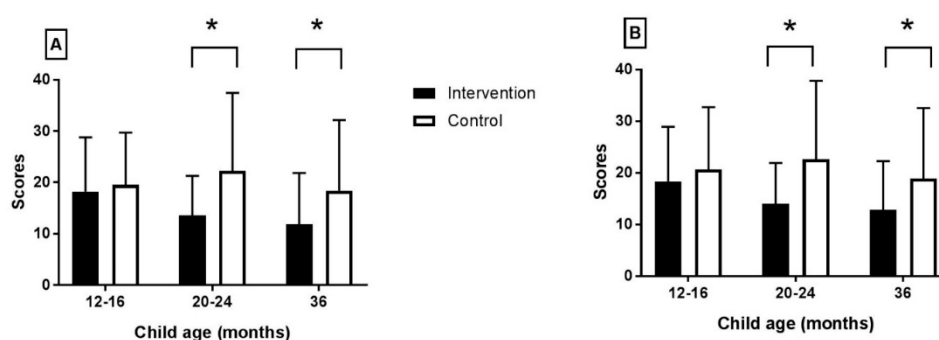 A
* *
40
30
20
10
0
Scores
12-16 20-24 36
Child age (months)
Intervention
Control
B
* *
40
30
20
10
0
Scores
12-16 20-24 36
Child age (months)